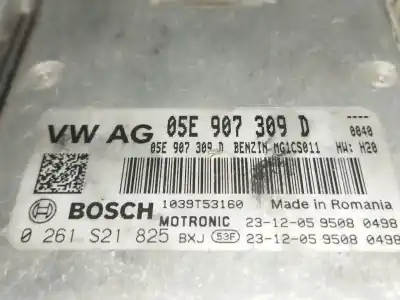 VW AG 05E 907 309 D 0040
05E 907 309 D BENZIN MG1CS011 HW: H20
BOSCH 1039T53160 Made in Romania
MOTRONIC 23-12-05 9508 0498
0 261 S21 825 BXJ 53F 23-12-05 9508 0498